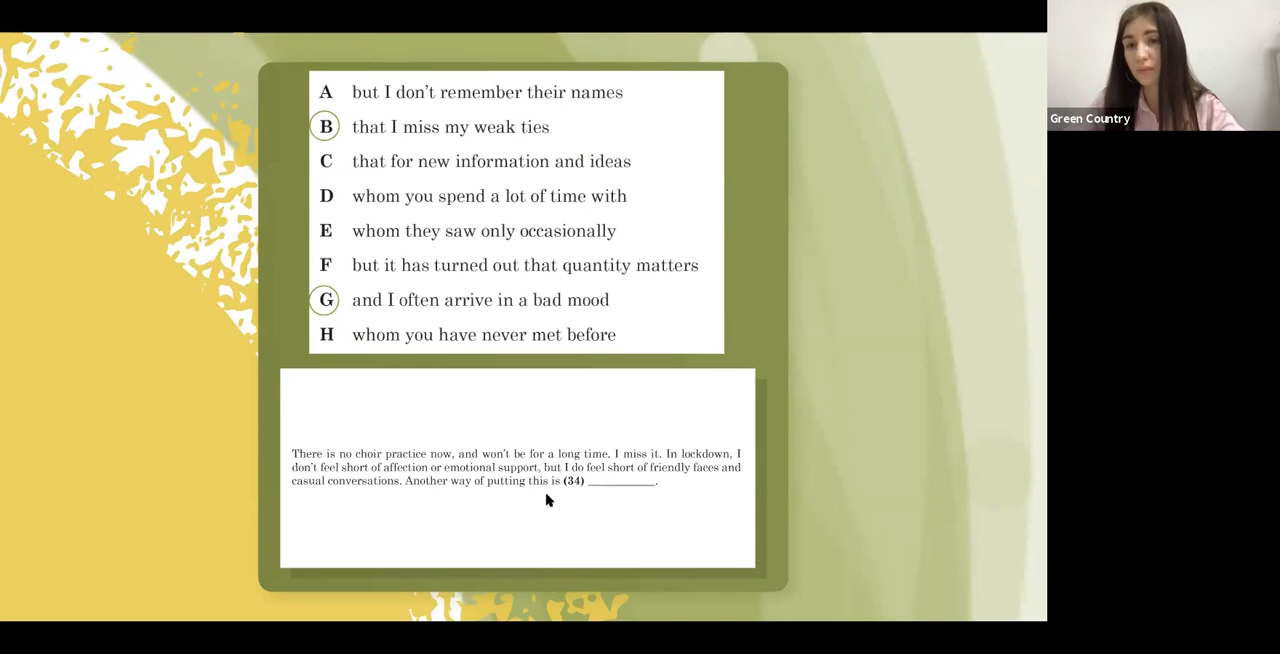 A but I don't remember their names
B that I miss my weak ties
C that for new information and ideas
D whom you spend a lot of time with
E whom they saw only occasionally
F but it has turned out that quantity matters
G and I often arrive in a bad mood
H whom you have never met before
There is no choir practice now, and won't be for a long time. I miss it. In lockdown, I
don't feel short of affection or emotional support, but I do feel short of friendly faces and
casual conversations. Another way of putting this is (34) __________.
Green Country